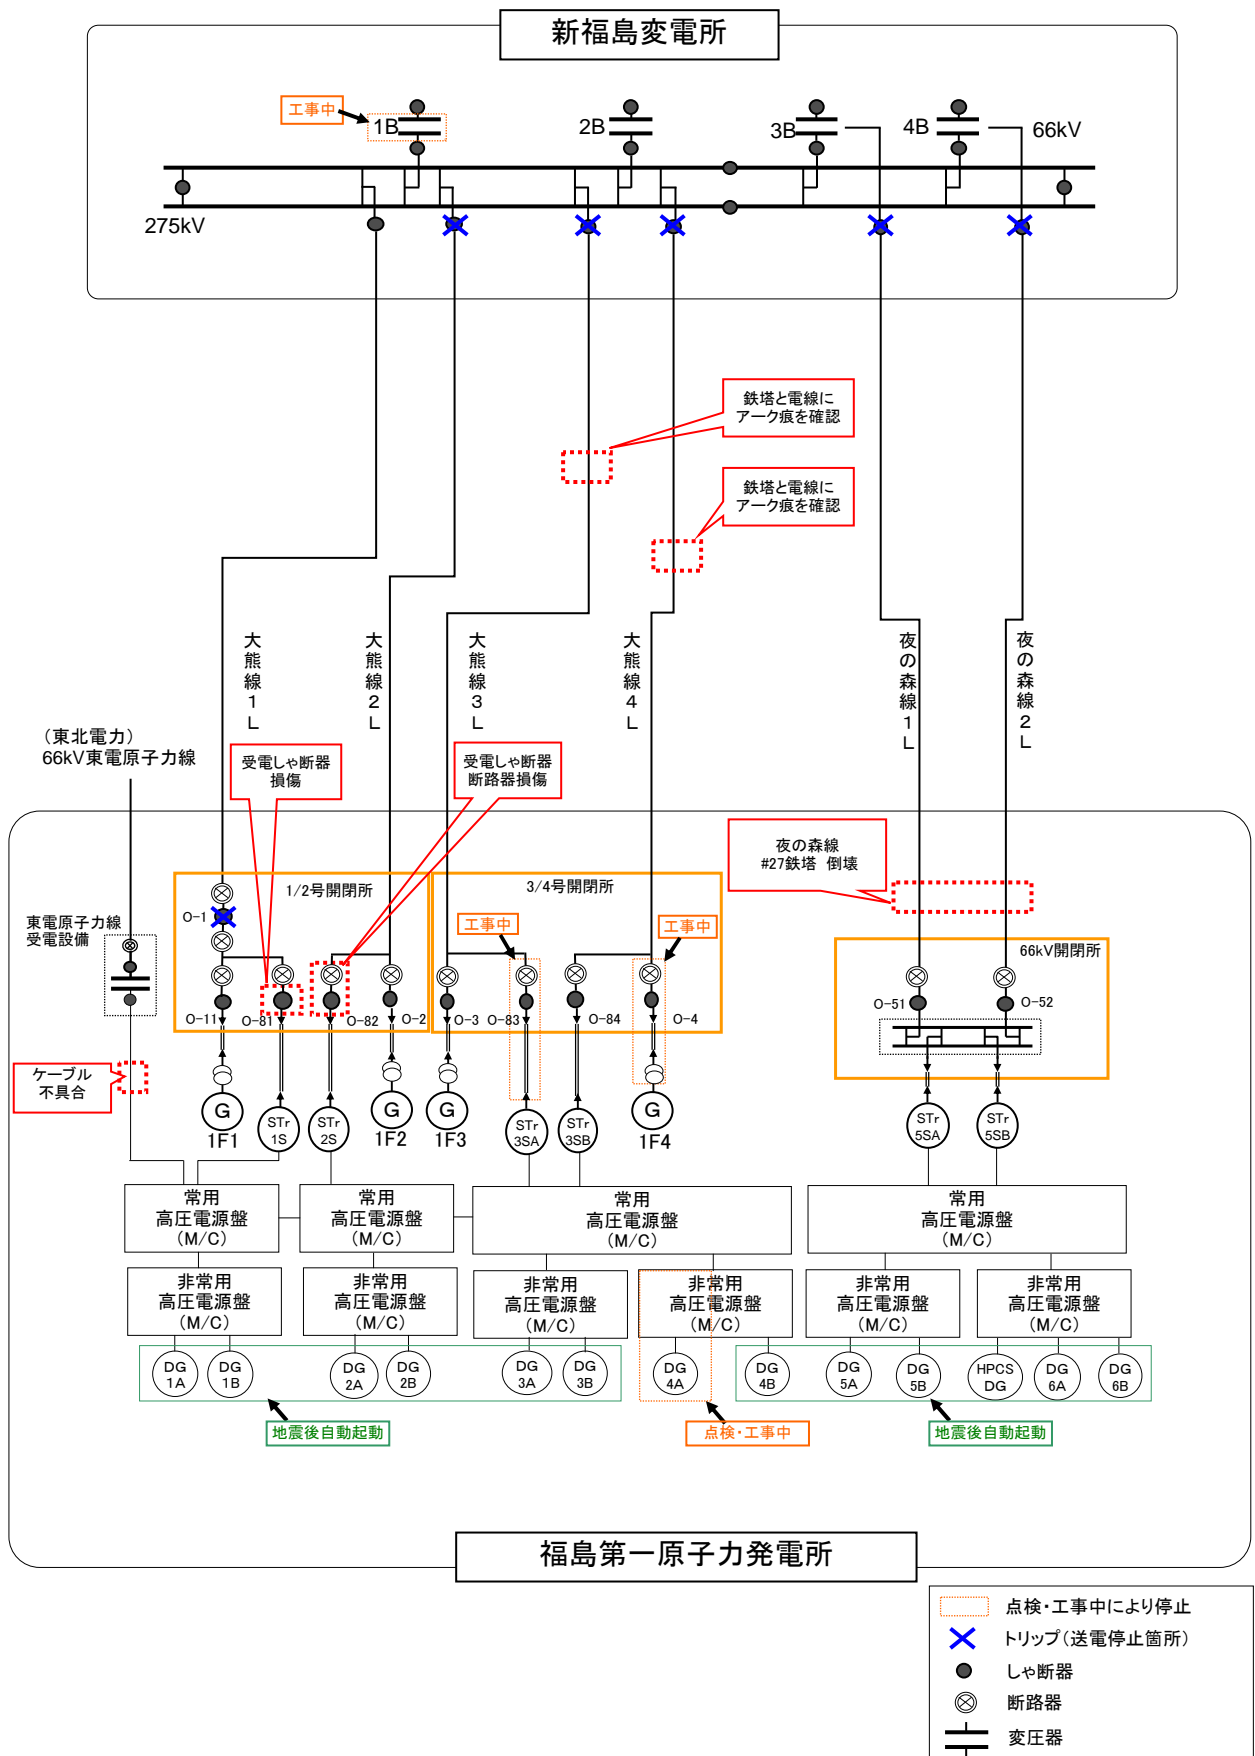 新福島変電所
工事中
1B
2B
3B
4B
66kV
275kV
鉄塔と電線に
アーク痕を確認
鉄塔と電線に
アーク痕を確認
大熊線1L
大熊線2L
大熊線3L
大熊線4L
夜の森線1L
夜の森線2L
（東北電力）
66kV東電原子力線
受電しゃ断器
損傷
受電しゃ断器
断路器損傷
夜の森線
#27鉄塔 倒壊
1/2号開閉所
3/4号開閉所
66kV開閉所
東電原子力線
受電設備
O-1
工事中
工事中
O-11
O-81
O-82
O-2
O-3
O-83
O-84
O-4
O-51
O-52
ケーブル
不具合
G
1F1
STr
1S
STr
2S
G
1F2
G
1F3
STr
3SA
STr
3SB
G
1F4
STr
5SA
STr
5SB
常用
高圧電源盤
(M/C)
常用
高圧電源盤
(M/C)
常用
高圧電源盤
(M/C)
常用
高圧電源盤
(M/C)
非常用
高圧電源盤
(M/C)
非常用
高圧電源盤
(M/C)
非常用
高圧電源盤
(M/C)
非常用
高圧電源盤
(M/C)
非常用
高圧電源盤
(M/C)
非常用
高圧電源盤
(M/C)
DG
1A
DG
1B
DG
2A
DG
2B
DG
3A
DG
3B
DG
4A
DG
4B
DG
5A
DG
5B
HPCS
DG
DG
6A
DG
6B
地震後自動起動
点検・工事中
地震後自動起動
福島第一原子力発電所
点検・工事中により停止
トリップ（送電停止箇所）
しゃ断器
断路器
変圧器